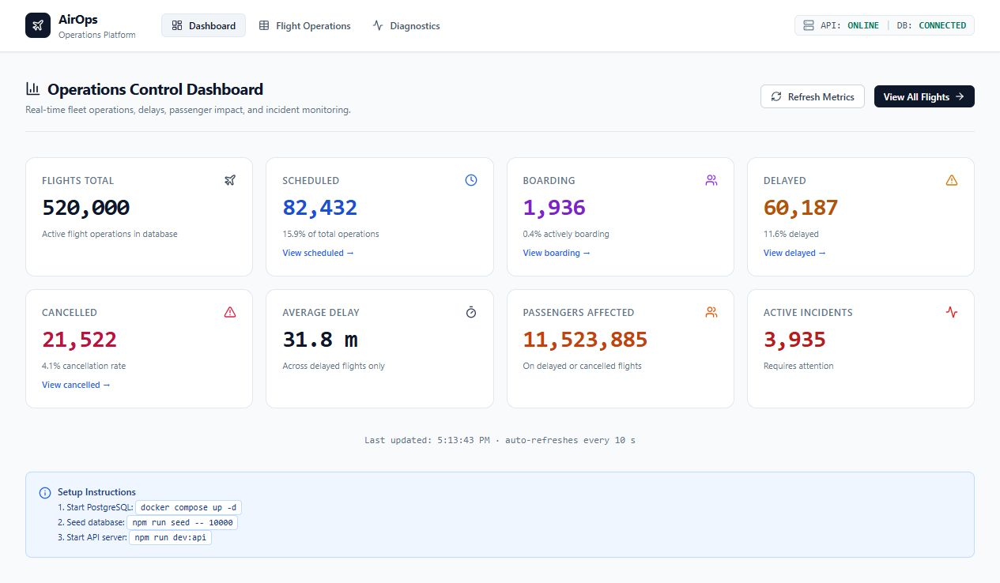 AirOps
Operations Platform
Dashboard
Flight Operations
Diagnostics
API: ONLINE | DB: CONNECTED
Operations Control Dashboard
Real-time fleet operations, delays, passenger impact, and incident monitoring.
Refresh Metrics
View All Flights →
FLIGHTS TOTAL
520,000
Active flight operations in database
SCHEDULED
82,432
15.9% of total operations
View scheduled →
BOARDING
1,936
0.4% actively boarding
View boarding →
DELAYED
60,187
11.6% delayed
View delayed →
CANCELLED
21,522
4.1% cancellation rate
View cancelled →
AVERAGE DELAY
31.8 m
Across delayed flights only
PASSENGERS AFFECTED
11,523,885
On delayed or cancelled flights
ACTIVE INCIDENTS
3,935
Requires attention
Last updated: 5:13:43 PM · auto-refreshes every 10 s
Setup Instructions
1. Start PostgreSQL: docker compose up -d
2. Seed database: npm run seed -- 10000
3. Start API server: npm run dev:api